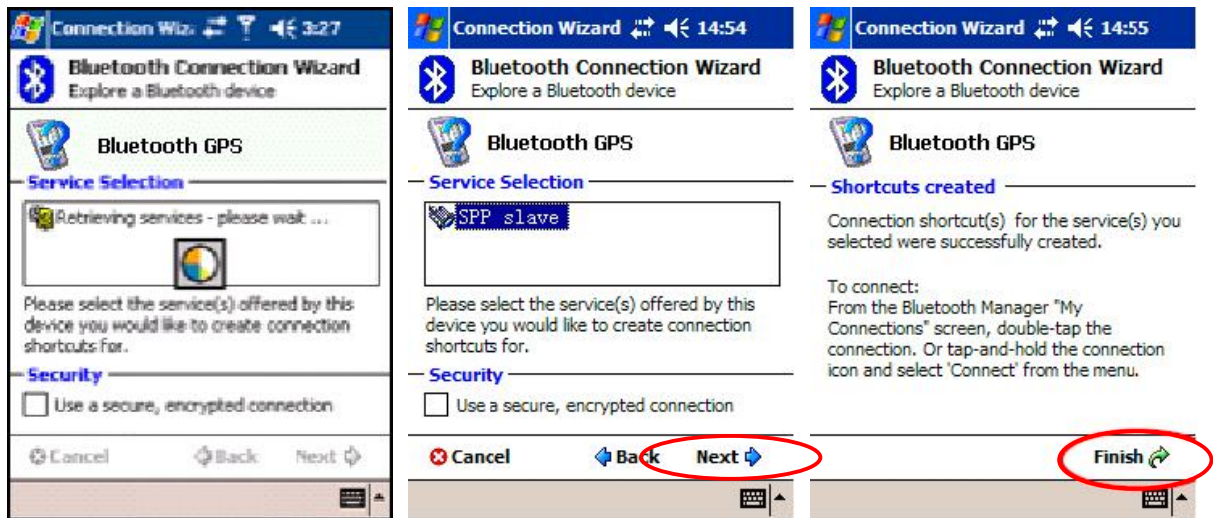 Connection Wiz. 3:27
Bluetooth Connection Wizard
Explore a Bluetooth device
Bluetooth GPS
Service Selection
Retrieving services - please wait ...
Please select the service(s) offered by this
device you would like to create connection
shortcuts for.
Security
Use a secure, encrypted connection
Cancel Back Next
Connection Wizard 14:54
Bluetooth Connection Wizard
Explore a Bluetooth device
Bluetooth GPS
Service Selection
SPP slave
Please select the service(s) offered by this
device you would like to create connection
shortcuts for.
Security
Use a secure, encrypted connection
Cancel Back Next
Connection Wizard 14:55
Bluetooth Connection Wizard
Explore a Bluetooth device
Bluetooth GPS
Shortcuts created
Connection shortcut(s) for the service(s) you
selected were successfully created.
To connect:
From the Bluetooth Manager "My
Connections" screen, double-tap the
connection. Or tap-and-hold the connection
icon and select 'Connect' from the menu.
Finish